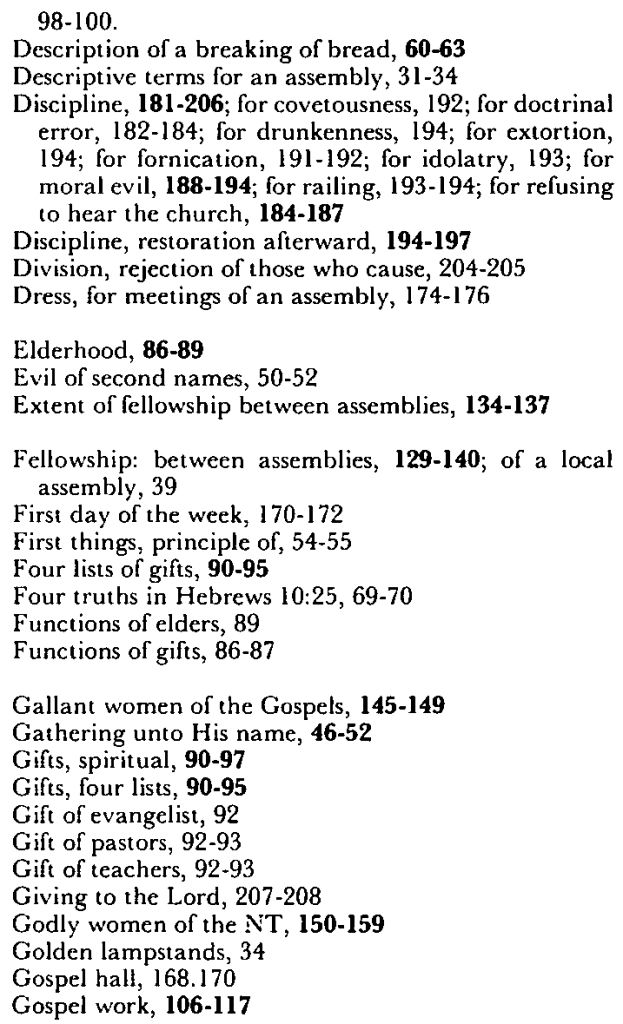 98-100.
Description of a breaking of bread, 60-63
Descriptive terms for an assembly, 31-34
Discipline, 181-206; for covetousness, 192; for doctrinal
error, 182-184; for drunkenness, 194; for extortion,
194; for fornication, 191-192; for idolatry, 193; for
moral evil, 188-194; for railing, 193-194; for refusing
to hear the church, 184-187
Discipline, restoration afterward, 194-197
Division, rejection of those who cause, 204-205
Dress, for meetings of an assembly, 174-176
Elderhood, 86-89
Evil of second names, 50-52
Extent of fellowship between assemblies, 134-137
Fellowship: between assemblies, 129-140; of a local
assembly, 39
First day of the week, 170-172
First things, principle of, 54-55
Four lists of gifts, 90-95
Four truths in Hebrews 10:25, 69-70
Functions of elders, 89
Functions of gifts, 86-87
Gallant women of the Gospels, 145-149
Gathering unto His name, 46-52
Gifts, spiritual, 90-97
Gifts, four lists, 90-95
Gift of evangelist, 92
Gift of pastors, 92-93
Gift of teachers, 92-93
Giving to the Lord, 207-208
Godly women of the NT, 150-159
Golden lampstands, 34
Gospel hall, 168.170
Gospel work, 106-117